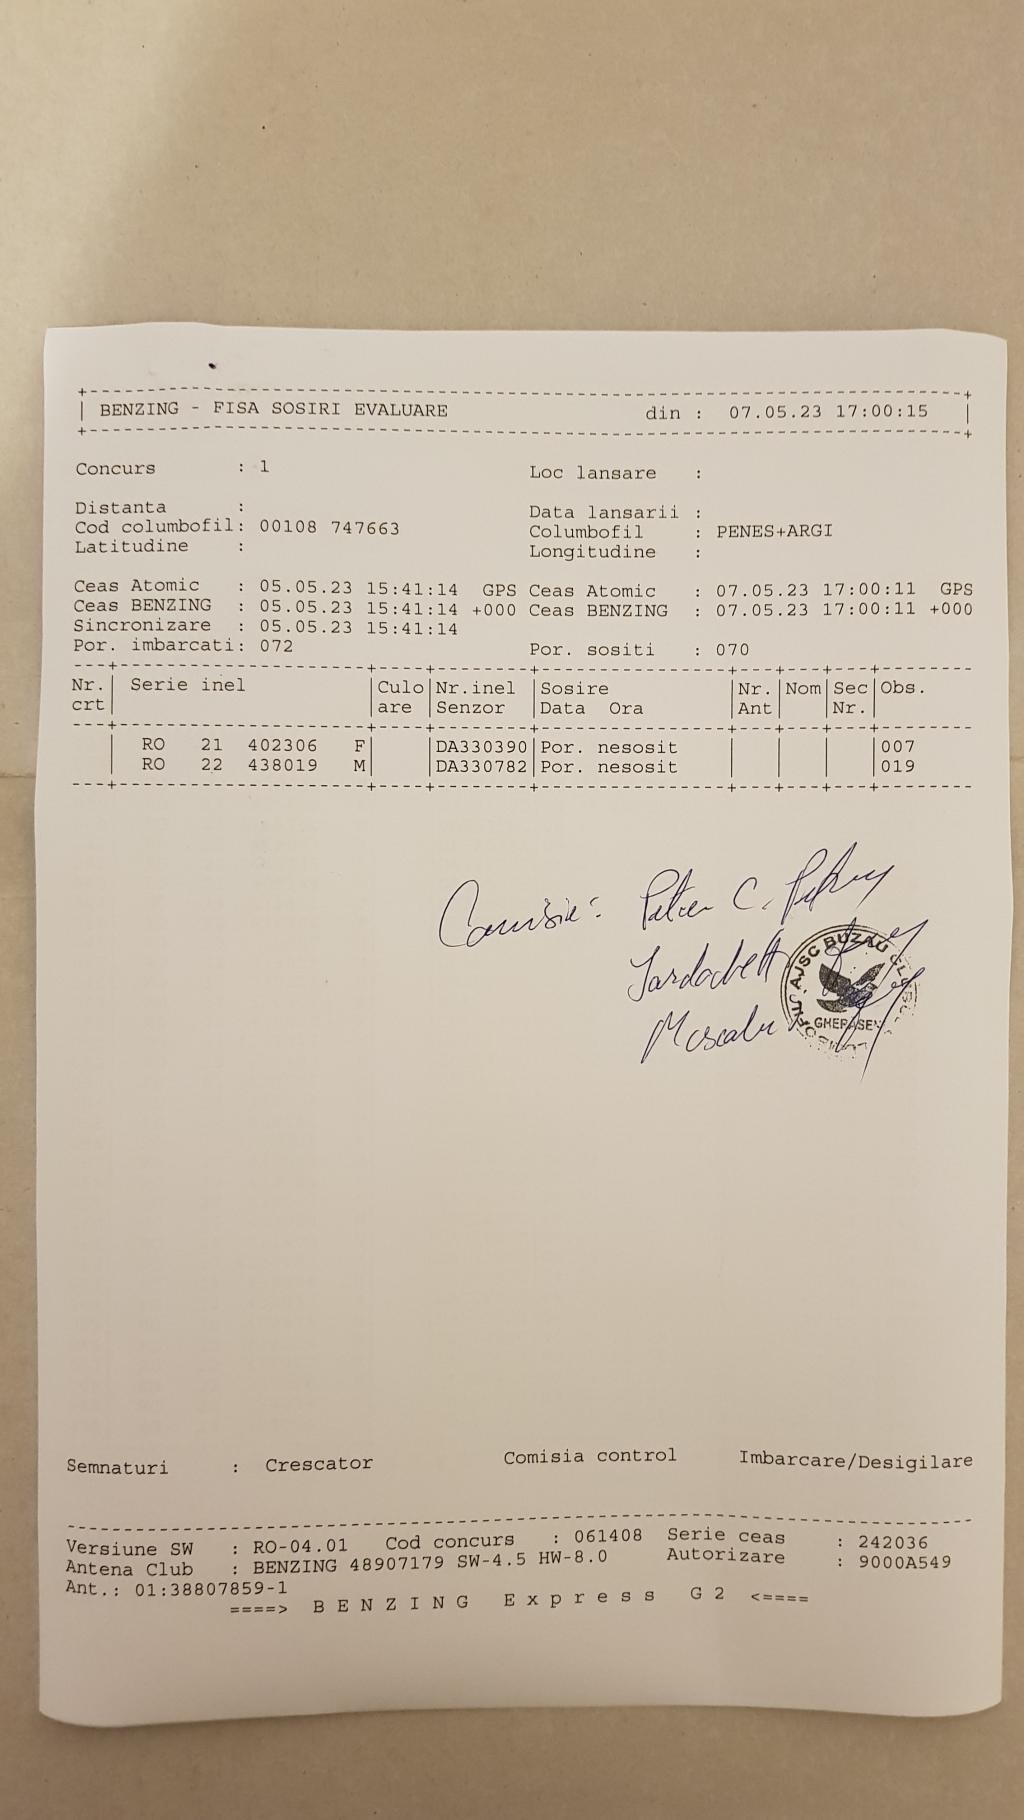 BENZING - FISA SOSIRI EVALUARE din : 07.05.23 17:00:15
Concurs : 1 Loc lansare :
Distanta : Data lansarii :
Cod columbofil: 00108 747663 Columbofil : PENES+ARGI
Latitudine : Longitudine :
Ceas Atomic : 05.05.23 15:41:14 GPS Ceas Atomic : 07.05.23 17:00:11 GPS
Ceas BENZING : 05.05.23 15:41:14 +000 Ceas BENZING : 07.05.23 17:00:11 +000
Sincronizare : 05.05.23 15:41:14
Por. imbarcati: 072 Por. sositi : 070
Nr. Serie inel Culo Nr.inel Sosire Nr. Nom Sec Obs.
crt are Senzor Data Ora Ant Nr.
RO 21 402306 F DA330390 Por. nesosit 007
RO 22 438019 M DA330782 Por. nesosit 019
Comisie: C.
AJSC BUZAU
GHERASENI
Semnaturi : Crescator Comisia control Imbarcare/Desigilare
Versiune SW : RO-04.01 Cod concurs : 061408 Serie ceas : 242036
Antena Club : BENZING 48907179 SW-4.5 HW-8.0 Autorizare : 9000A549
Ant.: 01:38807859-1
====> B E N Z I N G E x p r e s s G 2 <====